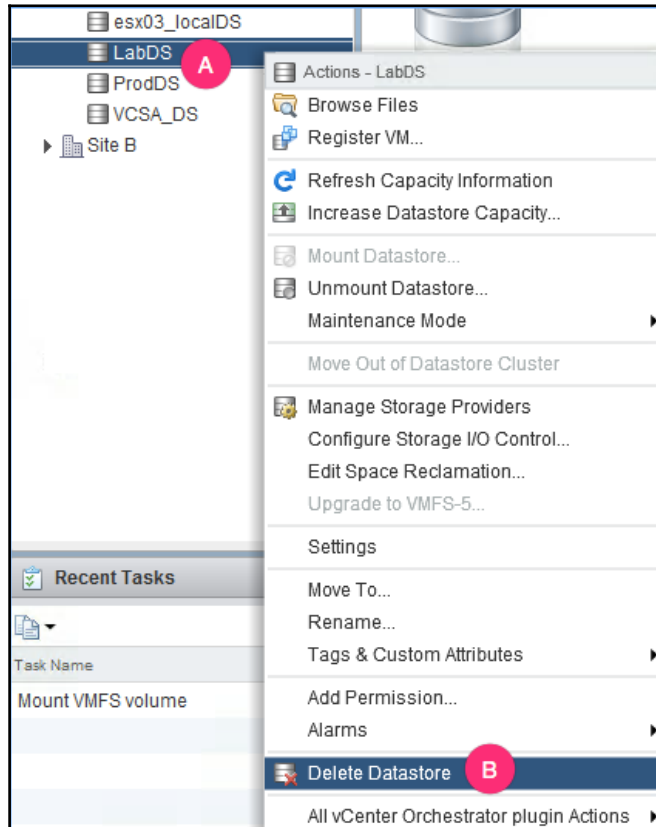 esx03_localDS
LabDS
A
ProdDS
VCSA_DS
Site B
Actions - LabDS
Browse Files
Register VM...
Refresh Capacity Information
Increase Datastore Capacity...
Mount Datastore...
Unmount Datastore...
Maintenance Mode
Move Out of Datastore Cluster
Manage Storage Providers
Configure Storage I/O Control...
Edit Space Reclamation...
Upgrade to VMFS-5...
Settings
Move To...
Rename...
Tags & Custom Attributes
Add Permission...
Alarms
Delete Datastore
B
All vCenter Orchestrator plugin Actions
Recent Tasks
Task Name
Mount VMFS volume